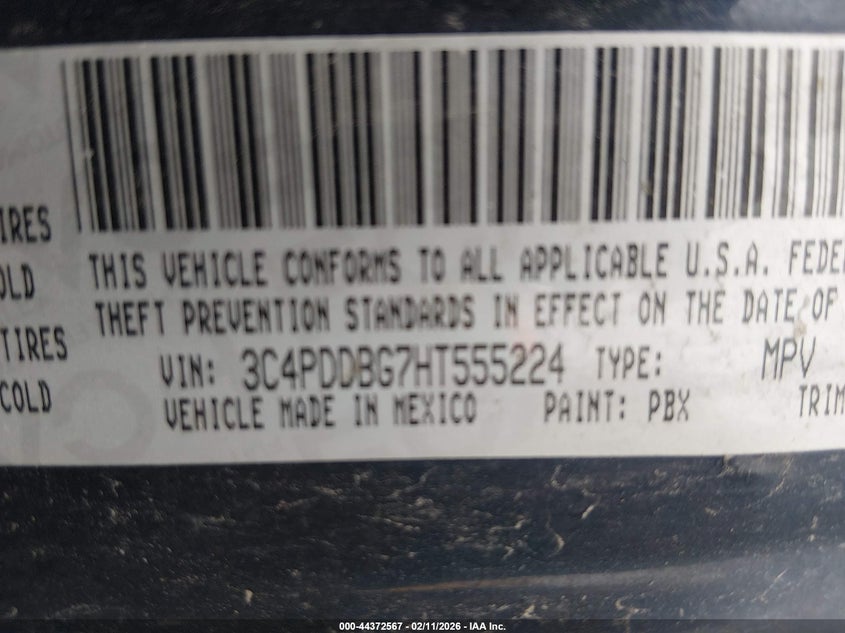 THIS VEHICLE CONFORMS TO ALL APPLICABLE U.S.A. FEDE
THEFT PREVENTION STANDARDS IN EFFECT ON THE DATE OF
VIN: 3C4PDDBG7HT555224 TYPE: MPV
VEHICLE MADE IN MEXICO PAINT: PBX TRIM
IRES
OLD
TIRES
COLD
000-44372567 - 02/11/2026 - IAA Inc.